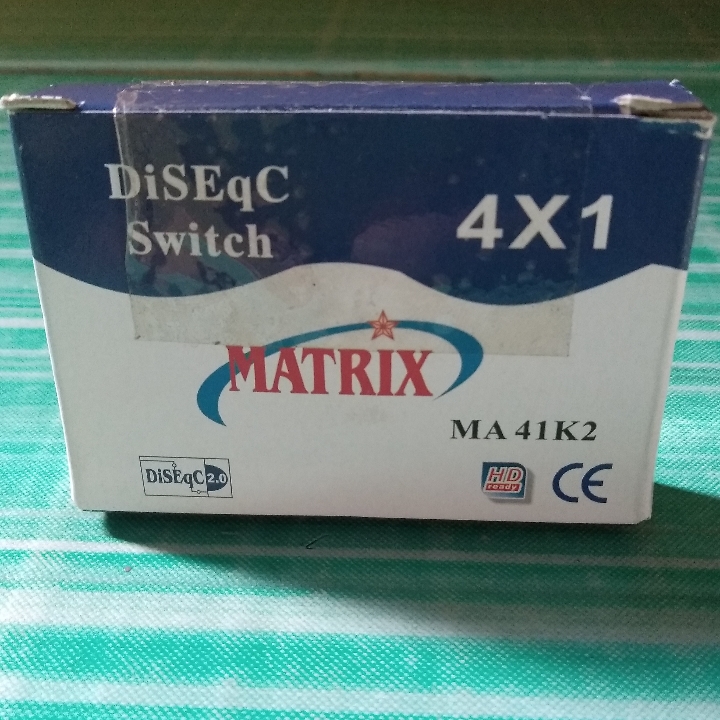 DiSEqC
Switch
4X1
MATRIX
MA 41K2
DiSEqC 2.0
HD
ready
CE